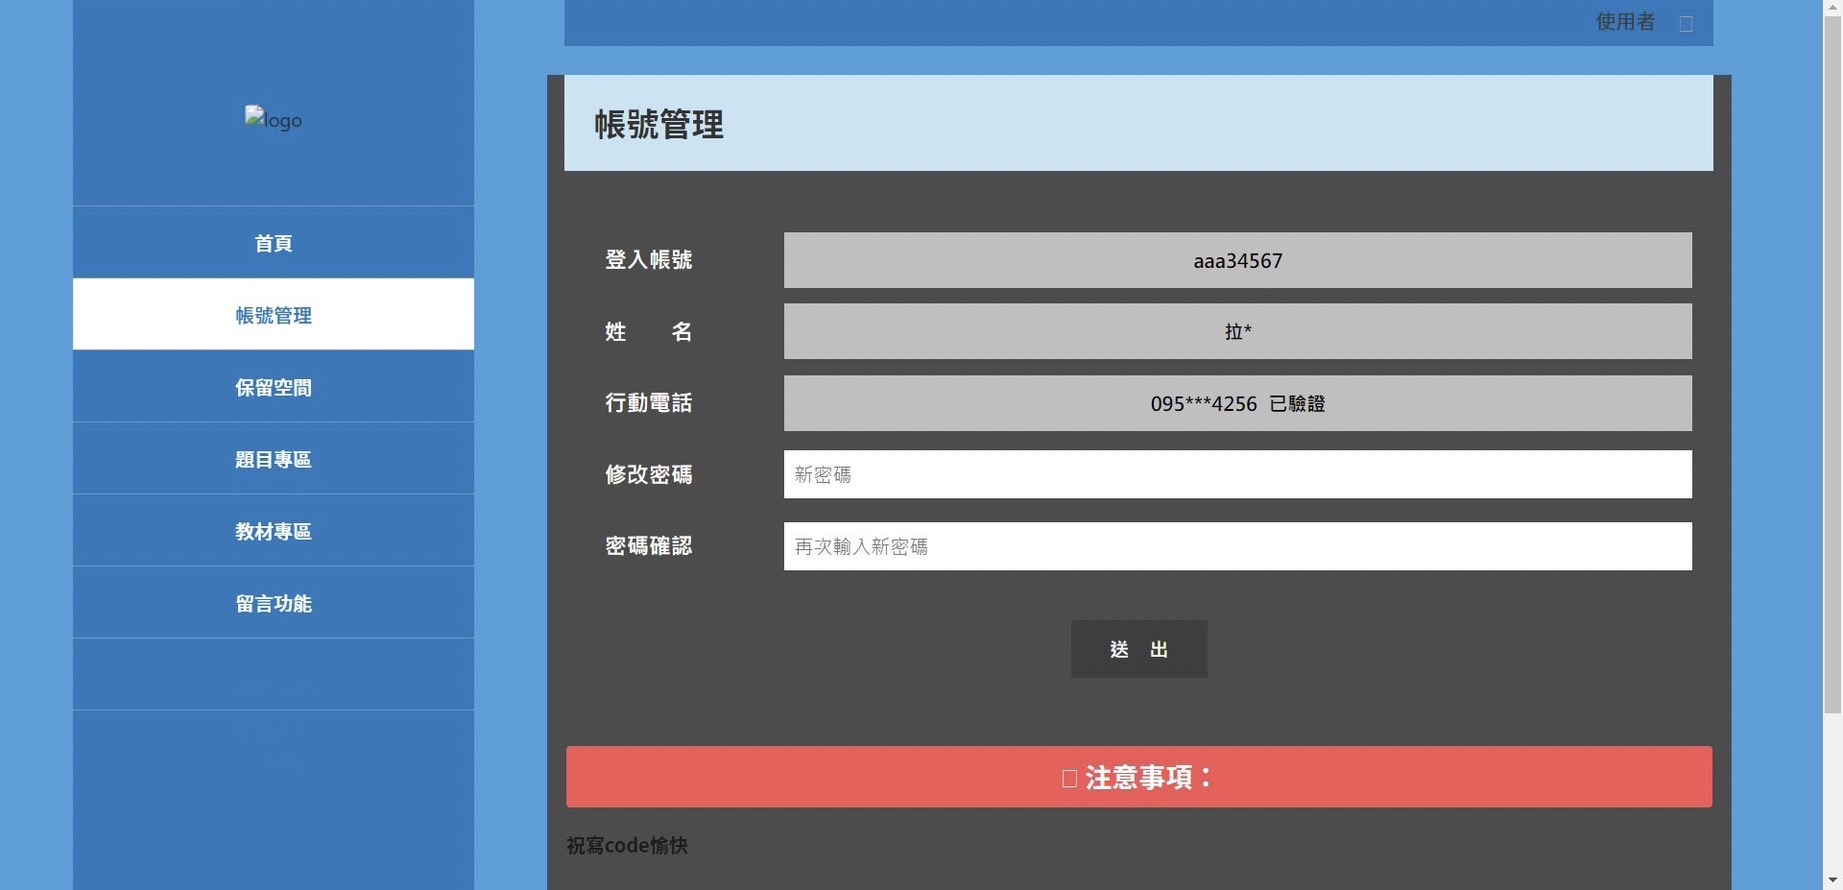 使用者
logo
首頁
帳號管理
保留空間
題目專區
教材專區
留言功能
帳號管理
登入帳號 aaa34567
姓 名 拉*
行動電話 095***4256 已驗證
修改密碼 新密碼
密碼確認 再次輸入新密碼
送 出
注意事項：
祝寫code愉快